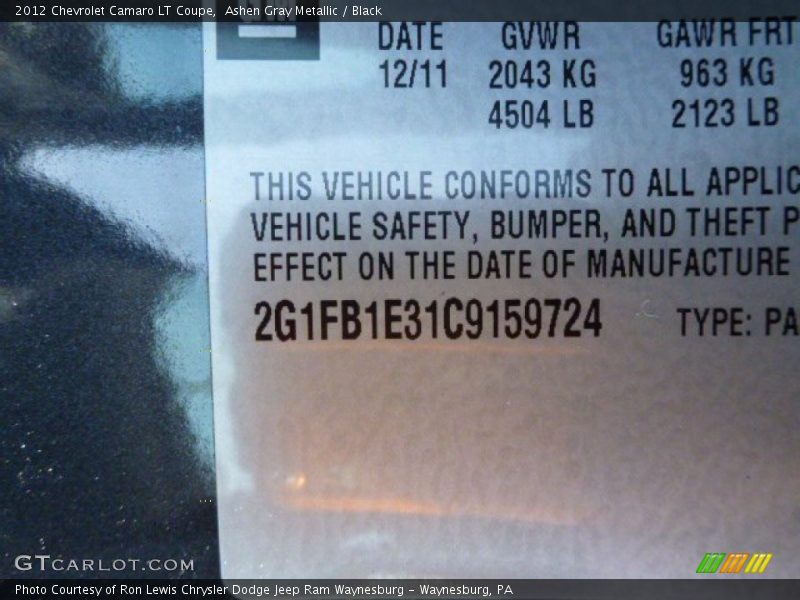 2012 Chevrolet Camaro LT Coupe, Ashen Gray Metallic / Black
DATE GVWR GAWR FRT
12/11 2043 KG 963 KG
4504 LB 2123 LB
THIS VEHICLE CONFORMS TO ALL APPLIC
VEHICLE SAFETY, BUMPER, AND THEFT P
EFFECT ON THE DATE OF MANUFACTURE
2G1FB1E31C9159724 TYPE: PA
GTCARLOT.COM
Photo Courtesy of Ron Lewis Chrysler Dodge Jeep Ram Waynesburg - Waynesburg, PA